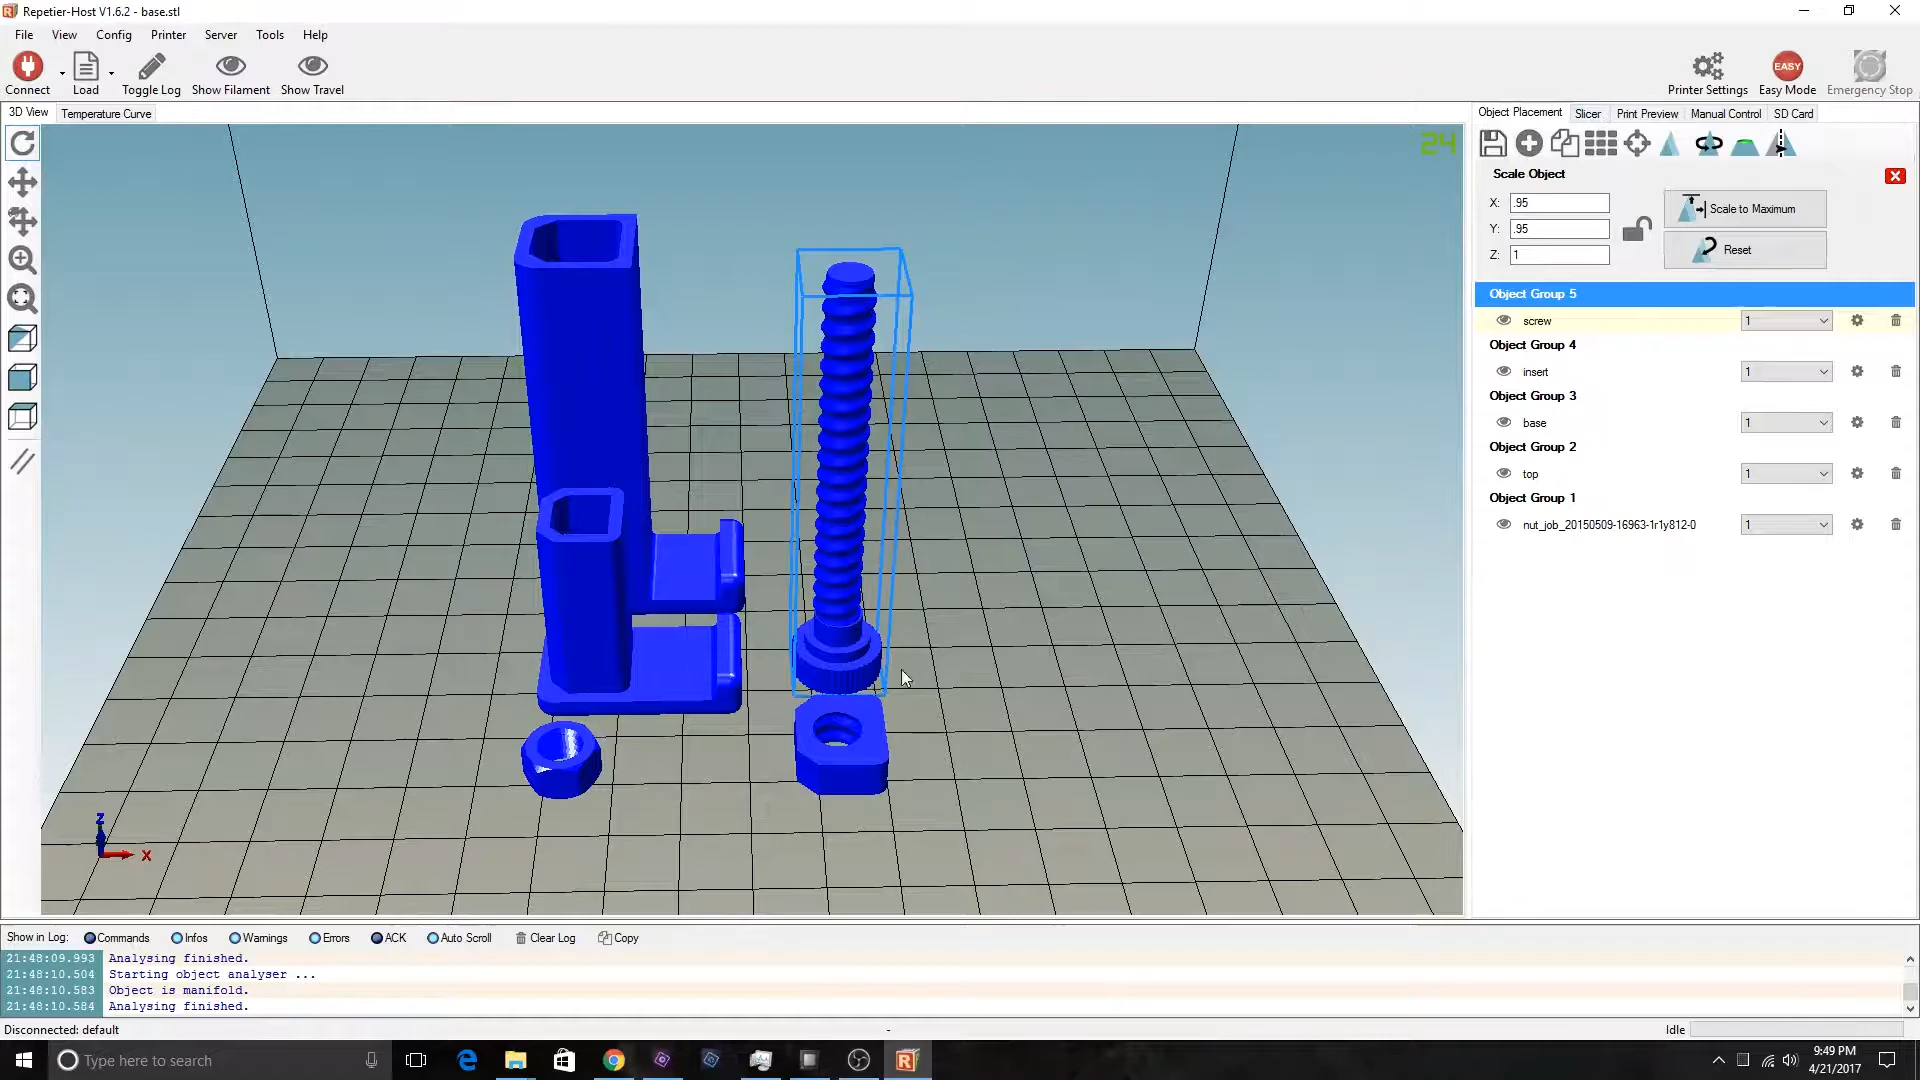 Repetier-Host V1.6.2 - base.stl
File View Config Printer Server Tools Help
Connect Load Toggle Log Show Filament Show Travel Printer Settings Easy Mode Emergency Stop
EASY
3D View Temperature Curve
Object Placement Slicer Print Preview Manual Control SD Card
24
Scale Object
X: .95
Y: .95
Z: 1
Scale to Maximum
Reset
Object Group 5
screw 1
Object Group 4
insert 1
Object Group 3
base 1
Object Group 2
top 1
Object Group 1
nut_job_20150509-16963-1r1y812-0 1
Z
X
Show in Log: Commands Infos Warnings Errors ACK Auto Scroll Clear Log Copy
21:48:09.993 Analysing finished.
21:48:10.504 Starting object analyser ...
21:48:10.583 Object is manifold.
21:48:10.584 Analysing finished.
Disconnected: default - Idle
Type here to search
9:49 PM
4/21/2017